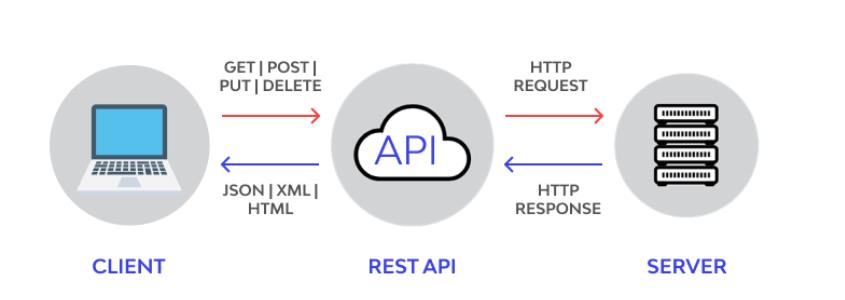 GET | POST |
PUT | DELETE
HTTP
REQUEST
API
JSON | XML |
HTML
HTTP
RESPONSE
CLIENT
REST API
SERVER